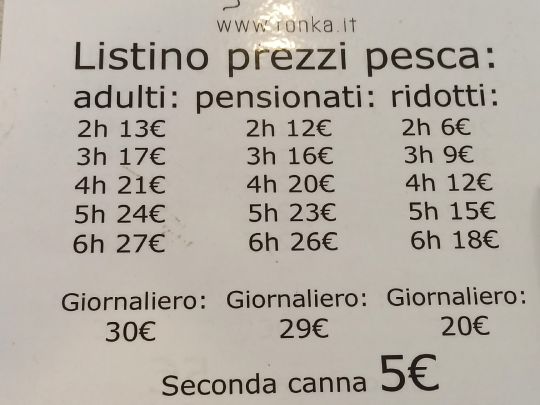 www.ronka.it
Listino prezzi pesca:
adulti: pensionati: ridotti:
2h 13€ 2h 12€ 2h 6€
3h 17€ 3h 16€ 3h 9€
4h 21€ 4h 20€ 4h 12€
5h 24€ 5h 23€ 5h 15€
6h 27€ 6h 26€ 6h 18€
Giornaliero: Giornaliero: Giornaliero:
30€ 29€ 20€
Seconda canna 5€